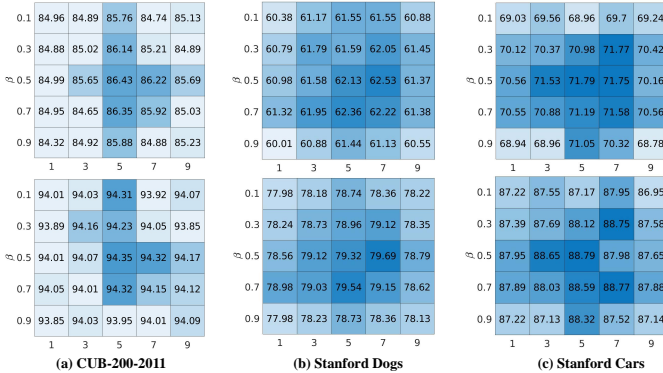 0.1 84.96 84.89 85.76 84.74 85.13
0.3 84.88 85.02 86.14 85.21 84.89
β 0.5 84.99 85.65 86.43 86.22 85.69
0.7 84.95 84.65 86.35 85.92 85.03
0.9 84.32 84.92 85.88 84.88 85.23
1 3 5 7 9
0.1 60.38 61.17 61.55 61.55 60.88
0.3 60.79 61.79 61.59 62.05 61.45
β 0.5 60.98 61.58 62.13 62.53 61.37
0.7 61.32 61.95 62.36 62.22 61.38
0.9 60.01 60.88 61.44 61.13 60.55
1 3 5 7 9
0.1 69.03 69.56 68.96 69.7 69.24
0.3 70.12 70.37 70.98 71.77 70.42
β 0.5 70.56 71.53 71.79 71.75 70.16
0.7 70.55 70.88 71.19 71.58 70.56
0.9 68.94 68.96 71.05 70.32 68.78
1 3 5 7 9
0.1 94.01 94.03 94.31 93.92 94.07
0.3 93.89 94.16 94.23 94.05 93.85
β 0.5 94.01 94.07 94.35 94.32 94.17
0.7 94.05 94.01 94.32 94.15 94.12
0.9 93.85 94.03 93.95 94.01 94.09
1 3 5 7 9
(a) CUB-200-2011
0.1 77.98 78.18 78.74 78.36 78.22
0.3 78.24 78.73 78.96 79.12 78.35
β 0.5 78.56 79.12 79.32 79.69 78.79
0.7 78.98 79.03 79.54 79.15 78.62
0.9 77.98 78.23 78.73 78.36 78.13
1 3 5 7 9
(b) Stanford Dogs
0.1 87.22 87.55 87.17 87.95 86.95
0.3 87.39 87.69 88.12 88.75 87.58
β 0.5 87.95 88.65 88.79 87.98 87.65
0.7 87.89 88.03 88.59 88.77 87.88
0.9 87.22 87.13 88.32 87.52 87.14
1 3 5 7 9
(c) Stanford Cars